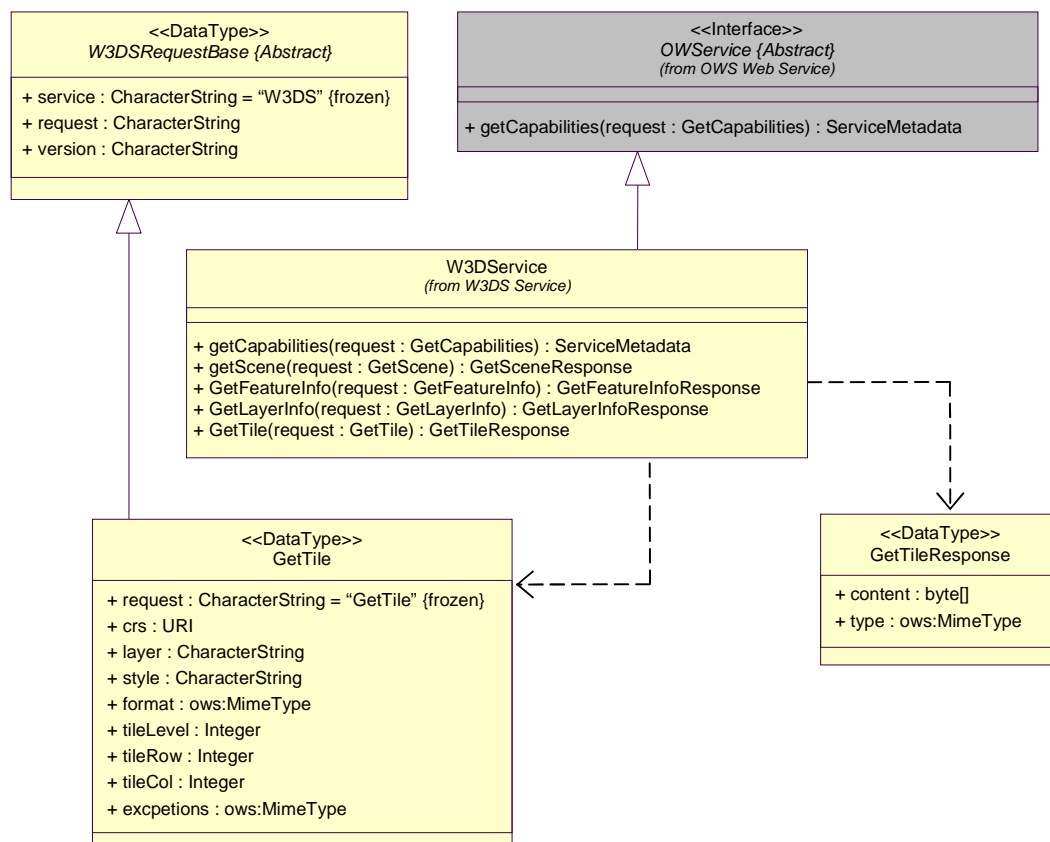 <<DataType>>
W3DSRequestBase {Abstract}
+ service : CharacterString = “W3DS” {frozen}
+ request : CharacterString
+ version : CharacterString
<<Interface>>
OWService {Abstract}
(from OWS Web Service)
+ getCapabilities(request : GetCapabilities) : ServiceMetadata
W3DService
(from W3DS Service)
+ getCapabilities(request : GetCapabilities) : ServiceMetadata
+ getScene(request : GetScene) : GetSceneResponse
+ GetFeatureInfo(request : GetFeatureInfo) : GetFeatureInfoResponse
+ GetLayerInfo(request : GetLayerInfo) : GetLayerInfoResponse
+ GetTile(request : GetTile) : GetTileResponse
<<DataType>>
GetTile
+ request : CharacterString = “GetTile” {frozen}
+ crs : URI
+ layer : CharacterString
+ style : CharacterString
+ format : ows:MimeType
+ tileLevel : Integer
+ tileRow : Integer
+ tileCol : Integer
+ excpetions : ows:MimeType
<<DataType>>
GetTileResponse
+ content : byte[]
+ type : ows:MimeType